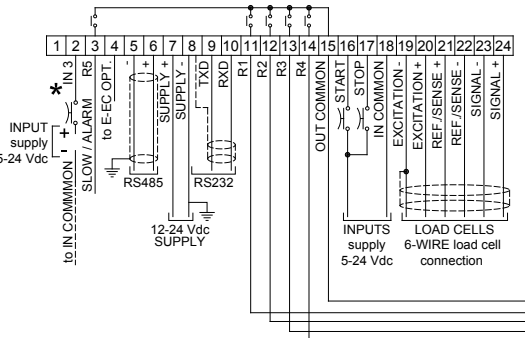 1 2 3 4 5 6 7 8 9 10 11 12 13 14 15 16 17 18 19 20 21 22 23 24
*
IN 3
SLOW / ALARM R5
to E-EC OPT.
-
+
SUPPLY +
SUPPLY -
TXD
RXD
R1
R2
R3
R4
OUT COMMON
START
STOP
IN COMMON
EXCITATION -
EXCITATION +
REF./SENSE +
REF./SENSE -
SIGNAL -
SIGNAL +
INPUT
supply
5-24 Vdc
+
-
to IN COMMMON
RS485
RS232
12-24 Vdc
SUPPLY
INPUTS
supply
5-24 Vdc
LOAD CELLS
6-WIRE load cell
connection